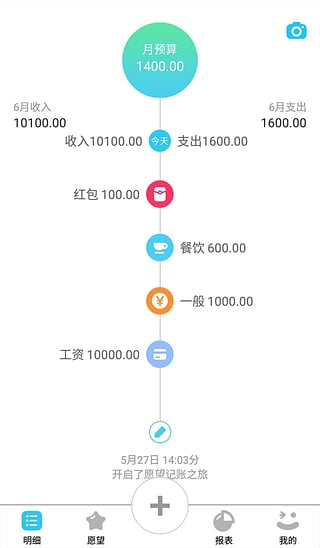 月预算
1400.00
6月收入
10100.00
6月支出
1600.00
收入10100.00 今天 支出1600.00
红包 100.00
餐饮 600.00
一般 1000.00
工资 10000.00
5月27日 14:03分
开启了愿望记账之旅
明细 愿望 报表 我的